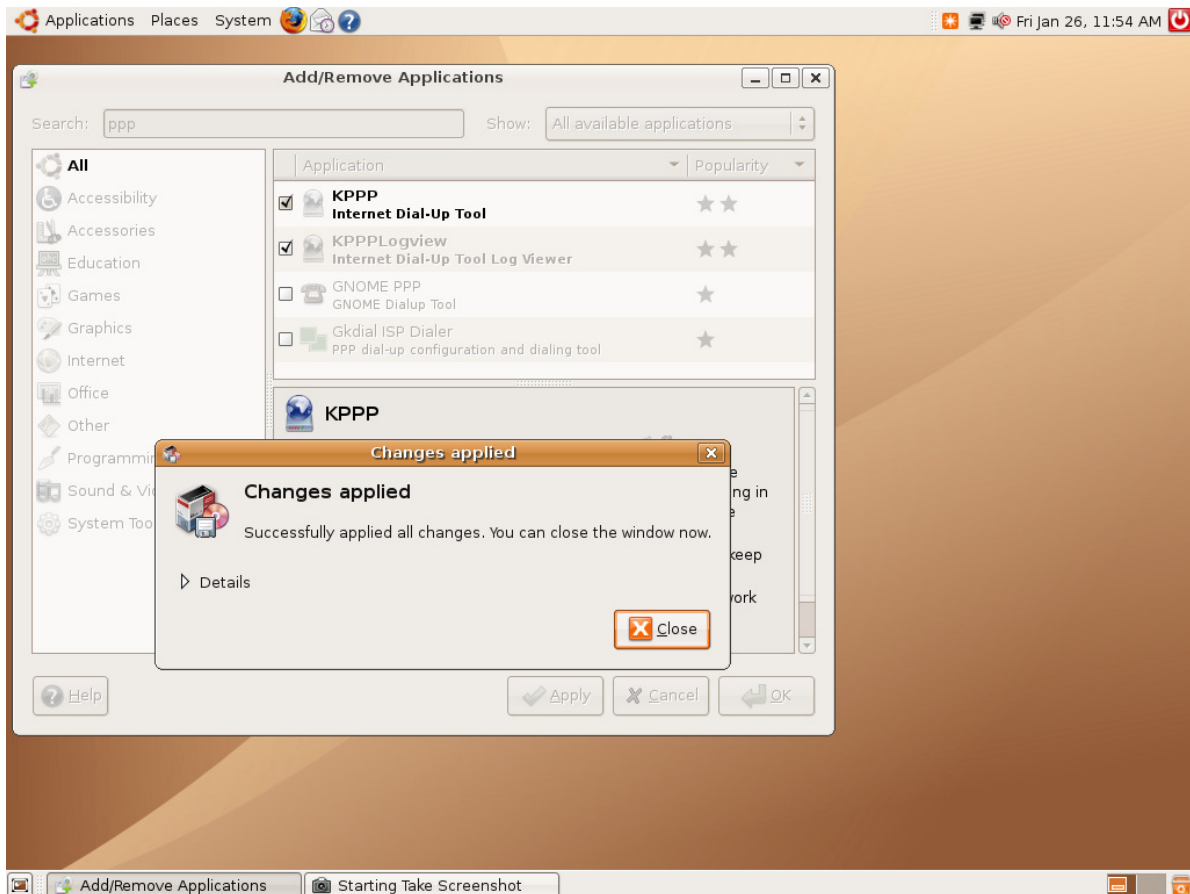 Applications Places System
Fri Jan 26, 11:54 AM
Add/Remove Applications
Search: ppp
Show: All available applications
All
Accessibility
Accessories
Education
Games
Graphics
Internet
Office
Other
Programmin
Sound & Vi
System Too
Application
Popularity
KPPP
Internet Dial-Up Tool
KPPPLogview
Internet Dial-Up Tool Log Viewer
GNOME PPP
GNOME Dialup Tool
Gkdial ISP Dialer
PPP dial-up configuration and dialing tool
KPPP
ng in
keep
work
Changes applied
Changes applied
Successfully applied all changes. You can close the window now.
Details
Close
Help
Apply
Cancel
OK
Add/Remove Applications
Starting Take Screenshot